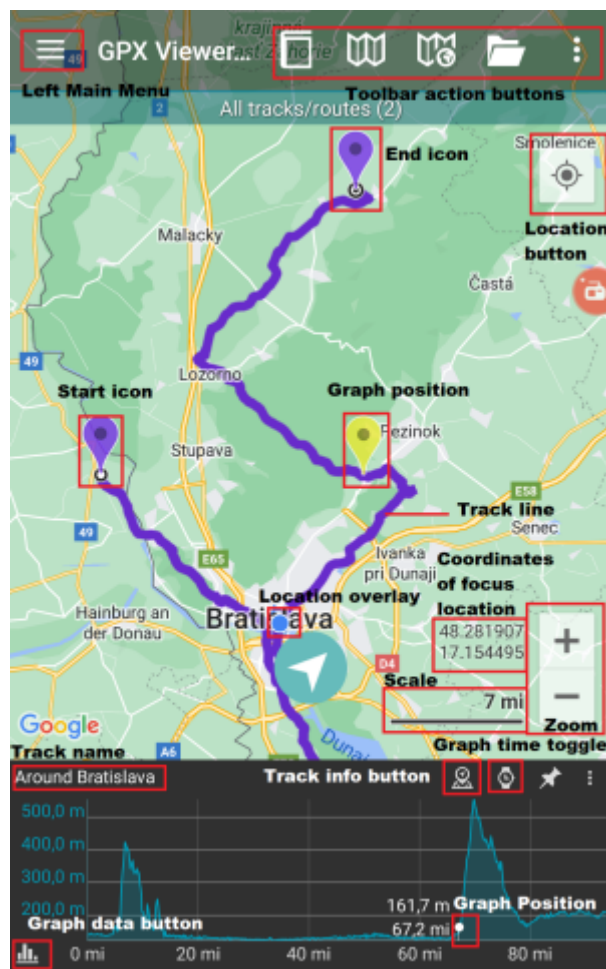 krajinná
GPX Viewer...
49
Left Main Menu
Toolbar action buttons
2
All tracks/routes (2)
Smolenice
End icon
Location
button
Malacky
Častá
49
Lozorno
Start icon
Graph position
Pezinok
Stupava
E58
Track line
49
Senec
E65
Ivanka
pri Dunaji
Coordinates
of focus
location
Location overlay
Hainburg an
der Donau
Bratislava
48.281907
17.154495
D4
Scale
7 mi
Zoom
Google
Track name
A6
Graph time toggle
Around Bratislava
Track info button
500,0 m
400,0 m
300,0 m
200,0 m
161,7 m
Graph Position
Graph data button
67,2 mi
0 mi
20 mi
40 mi
60 mi
80 mi